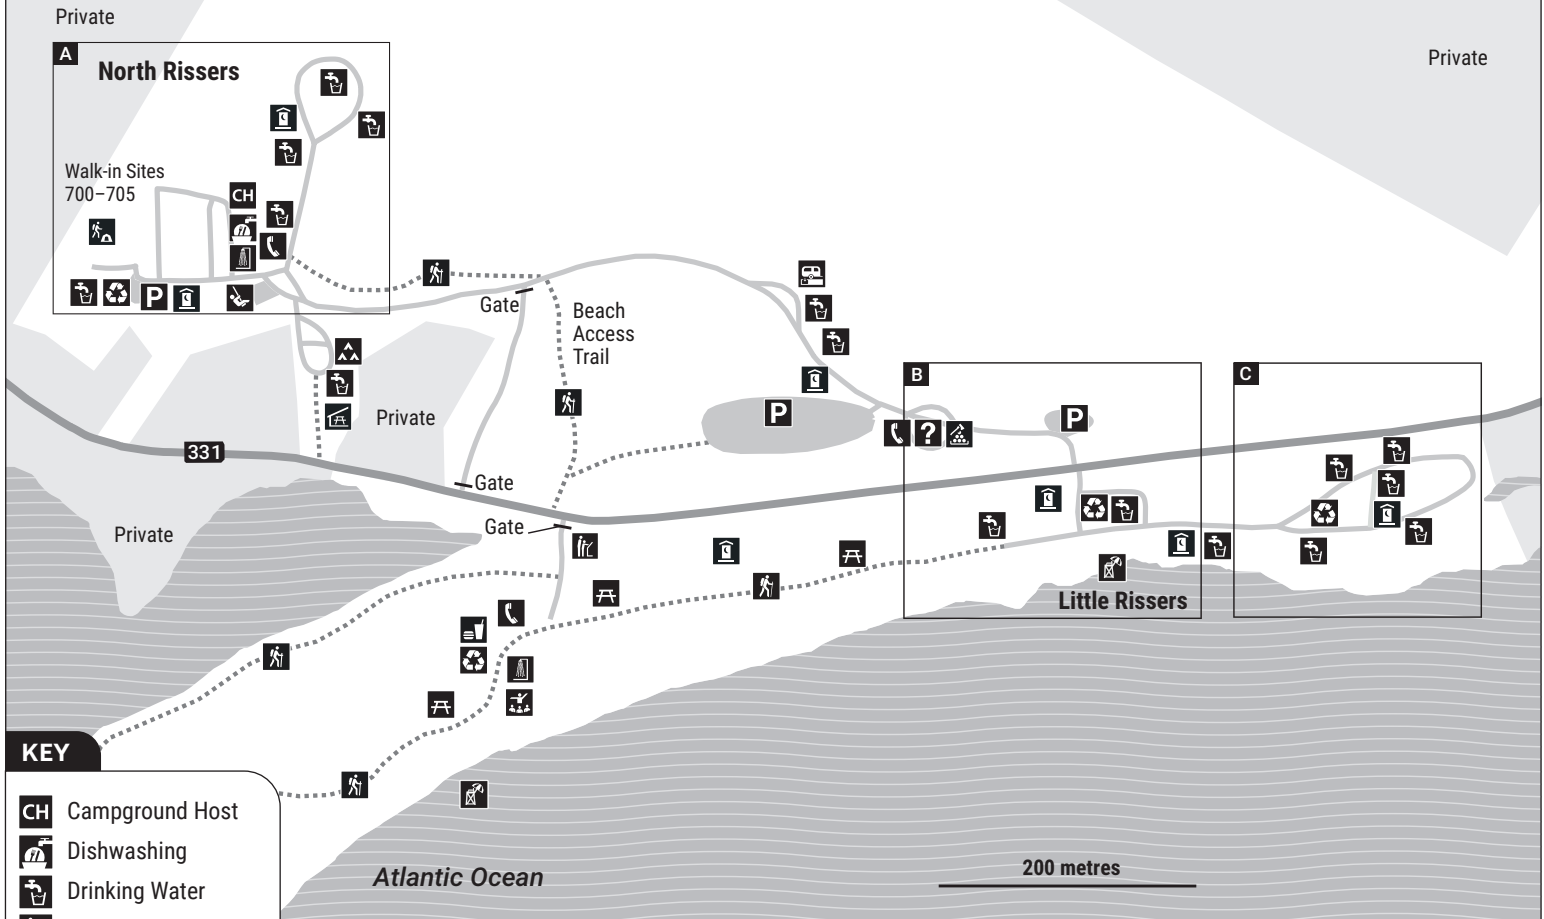 Private
Private
A
North Rissers
Walk-in Sites
700–705
CH
P
Gate
Beach
Access
Trail
P
B
C
P
?
Private
331
Gate
Gate
Private
Little Rissers
KEY
CH Campground Host
Dishwashing
Drinking Water
Atlantic Ocean
200 metres